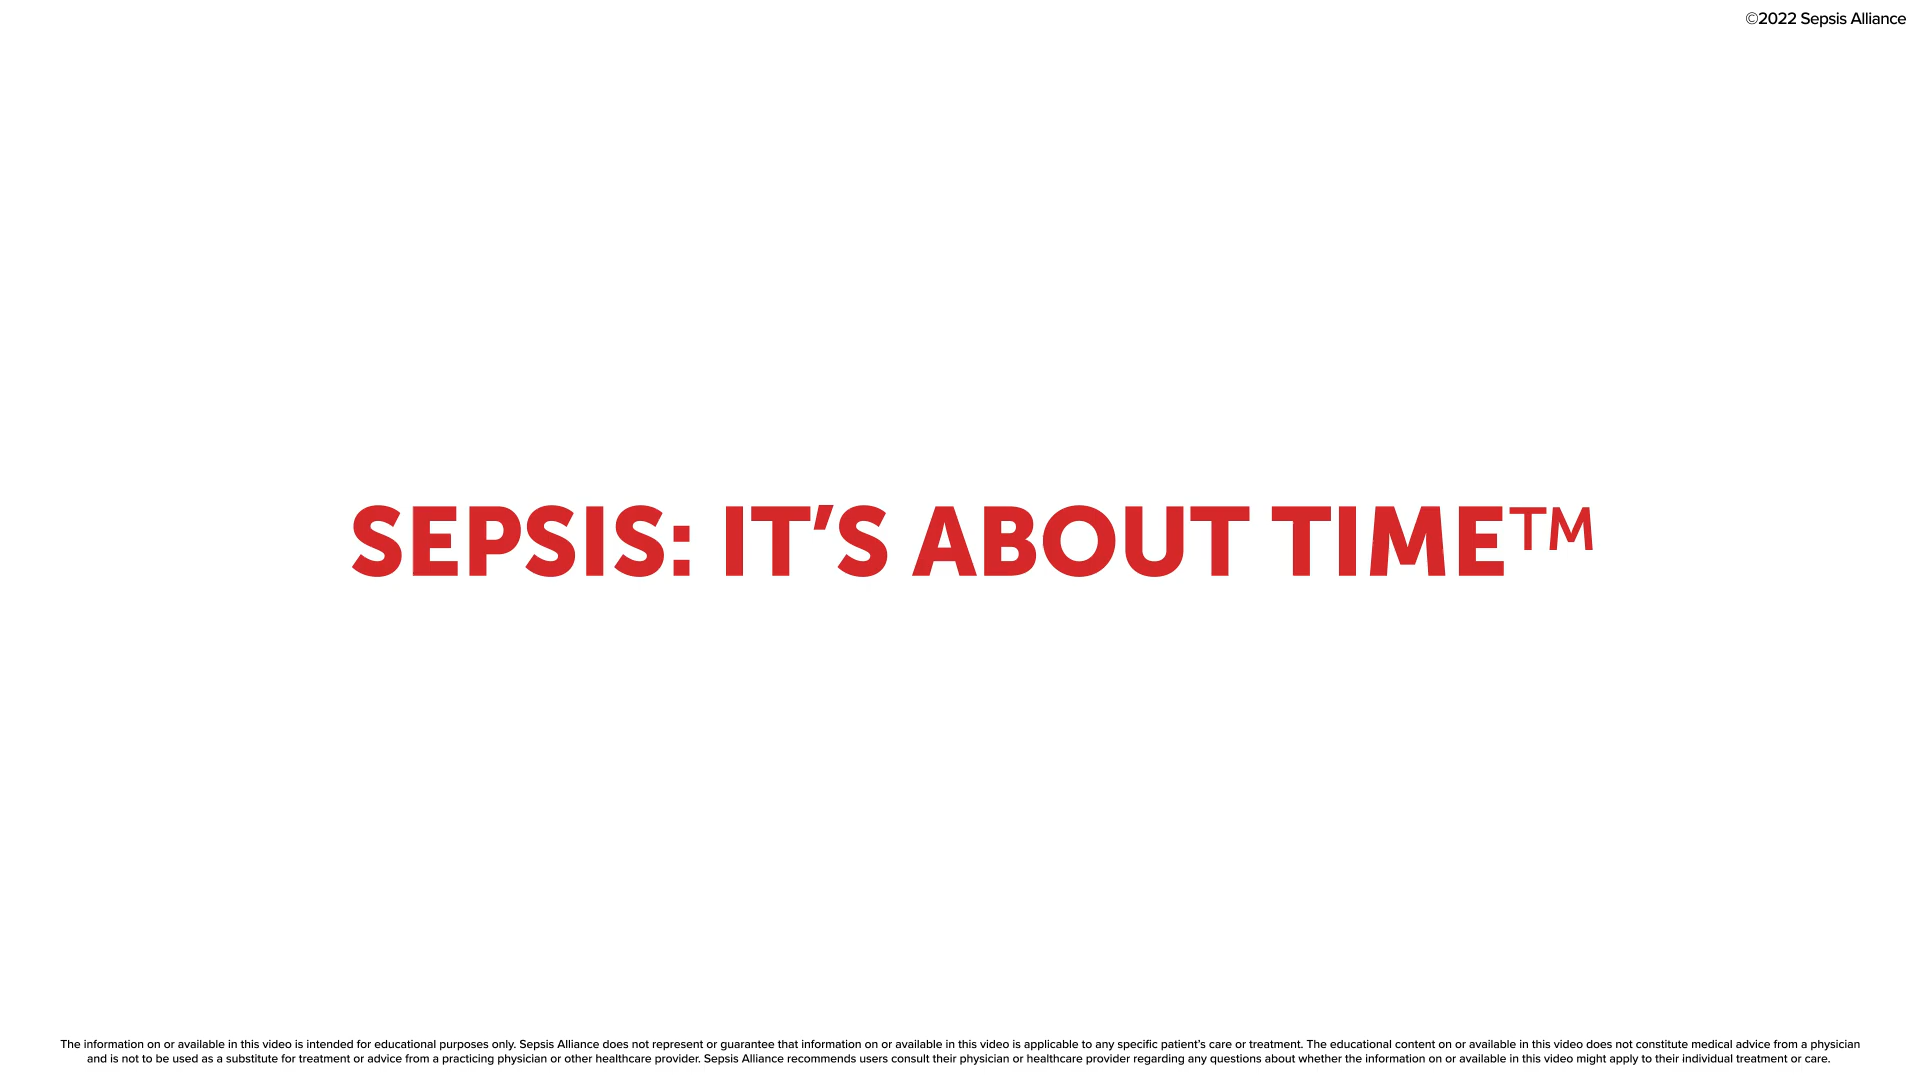 ©2022 Sepsis Alliance
SEPSIS: IT’S ABOUT TIME™
The information on or available in this video is intended for educational purposes only. Sepsis Alliance does not represent or guarantee that information on or available in this video is applicable to any specific patient’s care or treatment. The educational content on or available in this video does not constitute medical advice from a physician
and is not to be used as a substitute for treatment or advice from a practicing physician or other healthcare provider. Sepsis Alliance recommends users consult their physician or healthcare provider regarding any questions about whether the information on or available in this video might apply to their individual treatment or care.